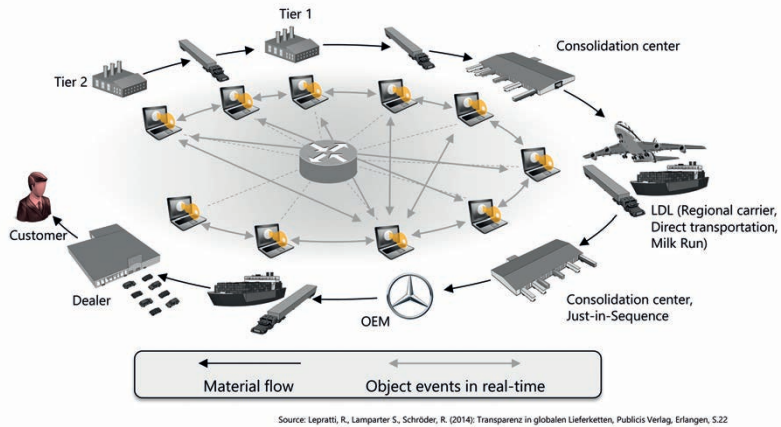 Tier 1
Consolidation center
Tier 2
LDL (Regional carrier,
Direct transportation,
Milk Run)
Customer
Dealer
OEM
Consolidation center,
Just-in-Sequence
Material flow
Object events in real-time
Source: Lepratti, R., Lamparter S., Schröder, R. (2014): Transparenz in globalen Lieferketten, Publicis Verlag, Erlangen, S.22